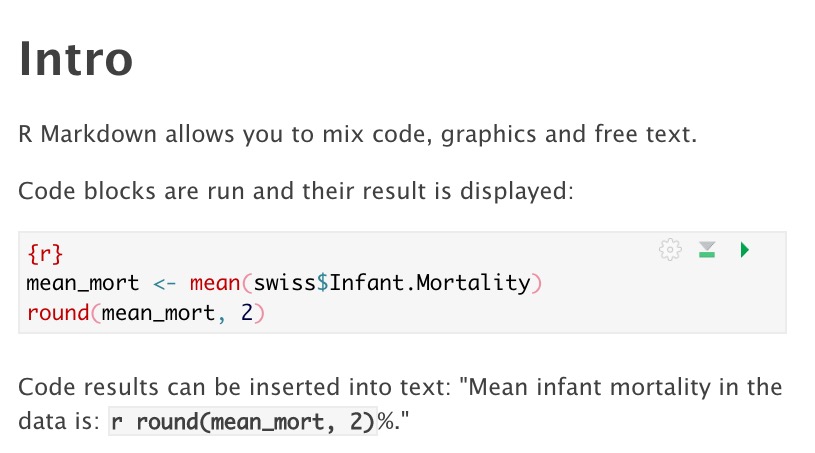 Intro
R Markdown allows you to mix code, graphics and free text.
Code blocks are run and their result is displayed:
{r}
mean_mort <- mean(swiss$Infant.Mortality)
round(mean_mort, 2)
Code results can be inserted into text: "Mean infant mortality in the
data is: r round(mean_mort, 2)%."